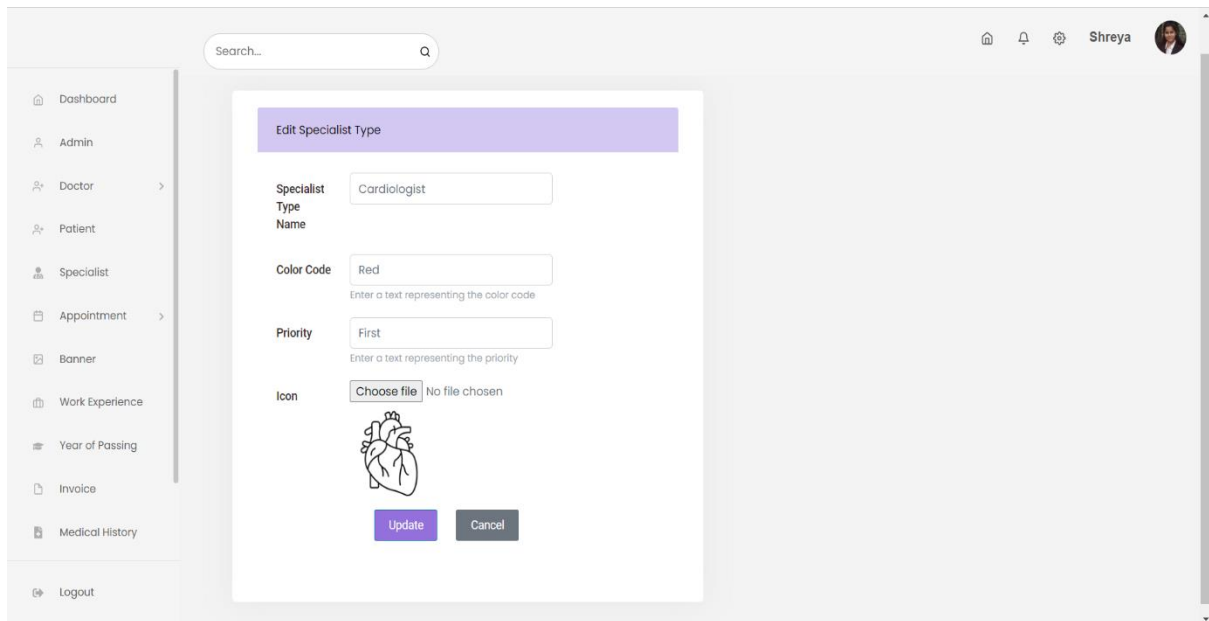 Search...
Shreya
Dashboard
Admin
Doctor
Patient
Specialist
Appointment
Banner
Work Experience
Year of Passing
Invoice
Medical History
Logout
Edit Specialist Type
Specialist
Type
Name
Cardiologist
Color Code
Red
Enter a text representing the color code
Priority
First
Enter a text representing the priority
Icon
Choose file No file chosen
Update
Cancel